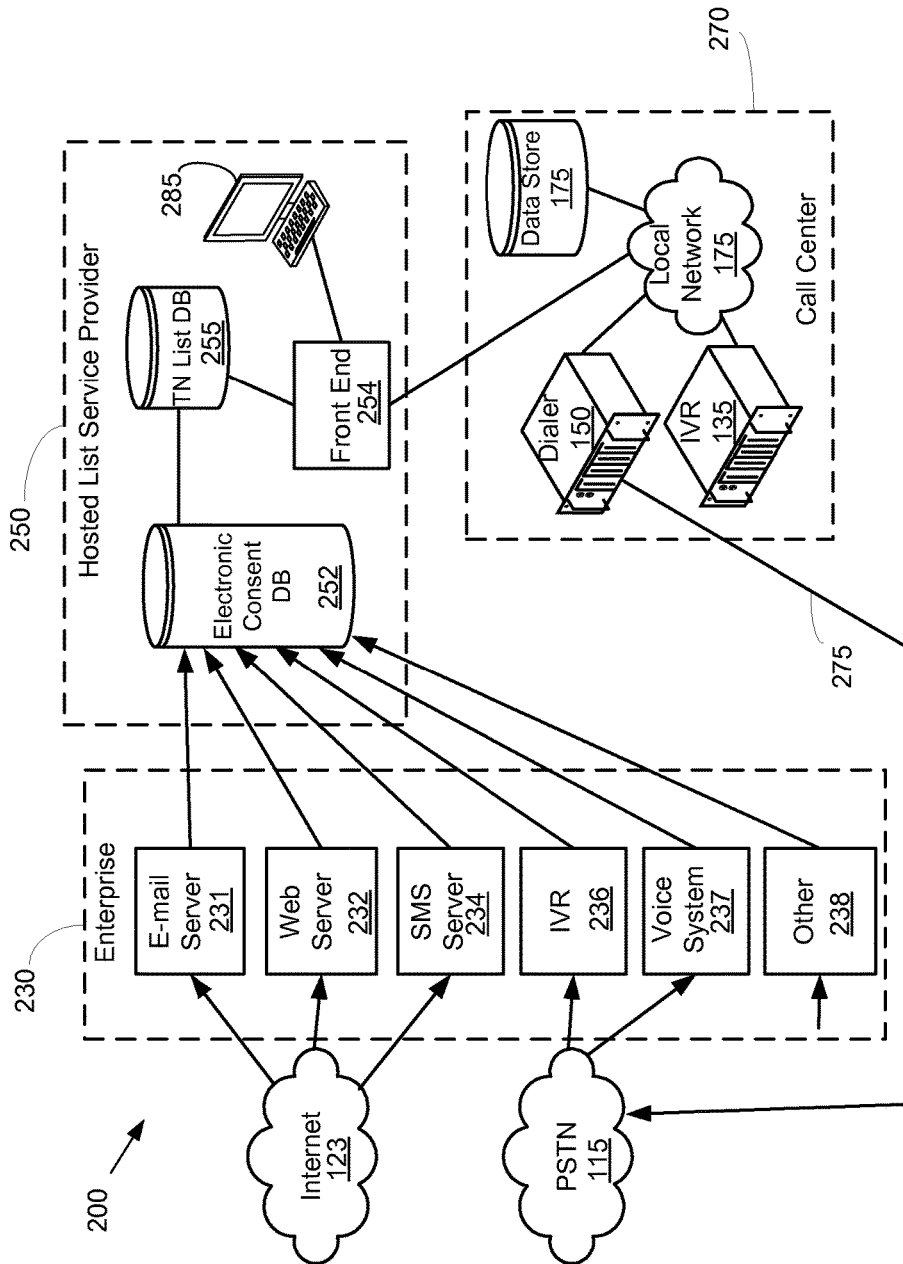 200
230
Enterprise
250
Hosted List Service Provider
270
Internet
123
PSTN
115
E-mail
Server
231
Web
Server
232
SMS
Server
234
IVR
236
Voice
System
237
Other
238
Electronic
Consent
DB
252
TN List DB
255
285
Front End
254
Dialer
150
IVR
135
Data Store
175
Local
Network
175
Call Center
275